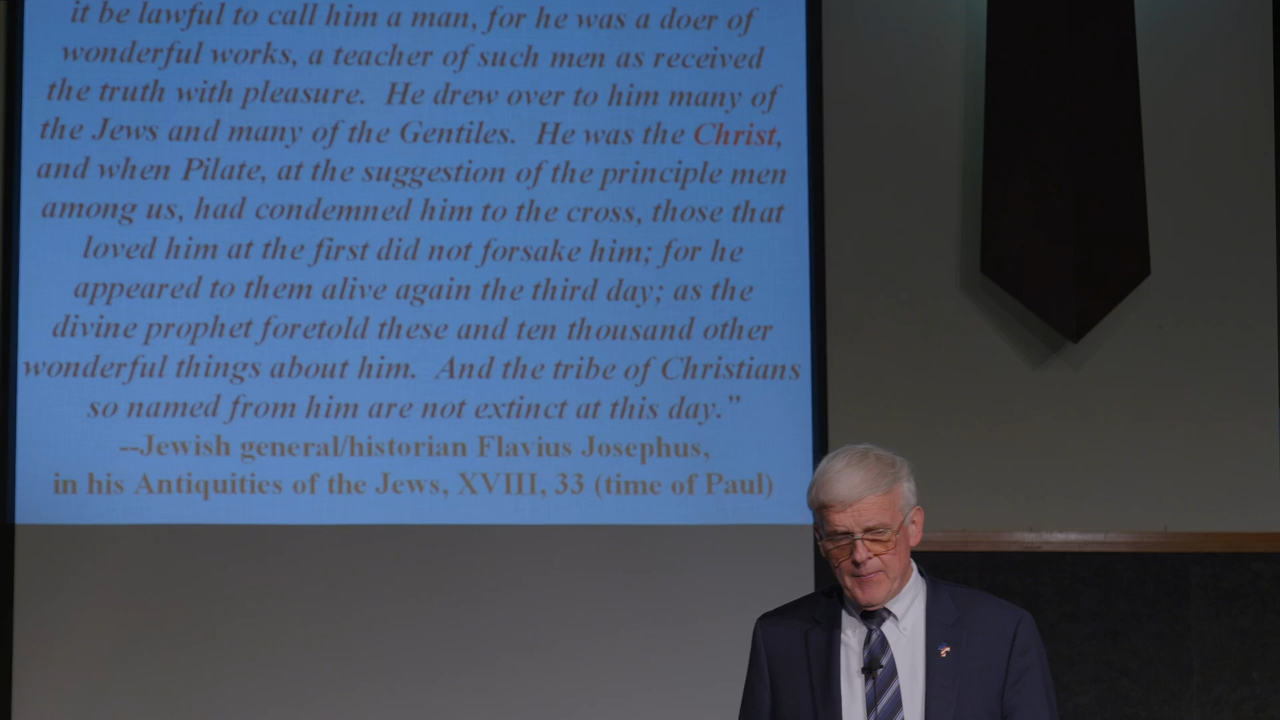 it be lawful to call him a man, for he was a doer of
wonderful works, a teacher of such men as received
the truth with pleasure. He drew over to him many of
the Jews and many of the Gentiles. He was the Christ,
and when Pilate, at the suggestion of the principle men
among us, had condemned him to the cross, those that
loved him at the first did not forsake him; for he
appeared to them alive again the third day; as the
divine prophet foretold these and ten thousand other
wonderful things about him. And the tribe of Christians
so named from him are not extinct at this day.”
--Jewish general/historian Flavius Josephus,
in his Antiquities of the Jews, XVIII, 33 (time of Paul)